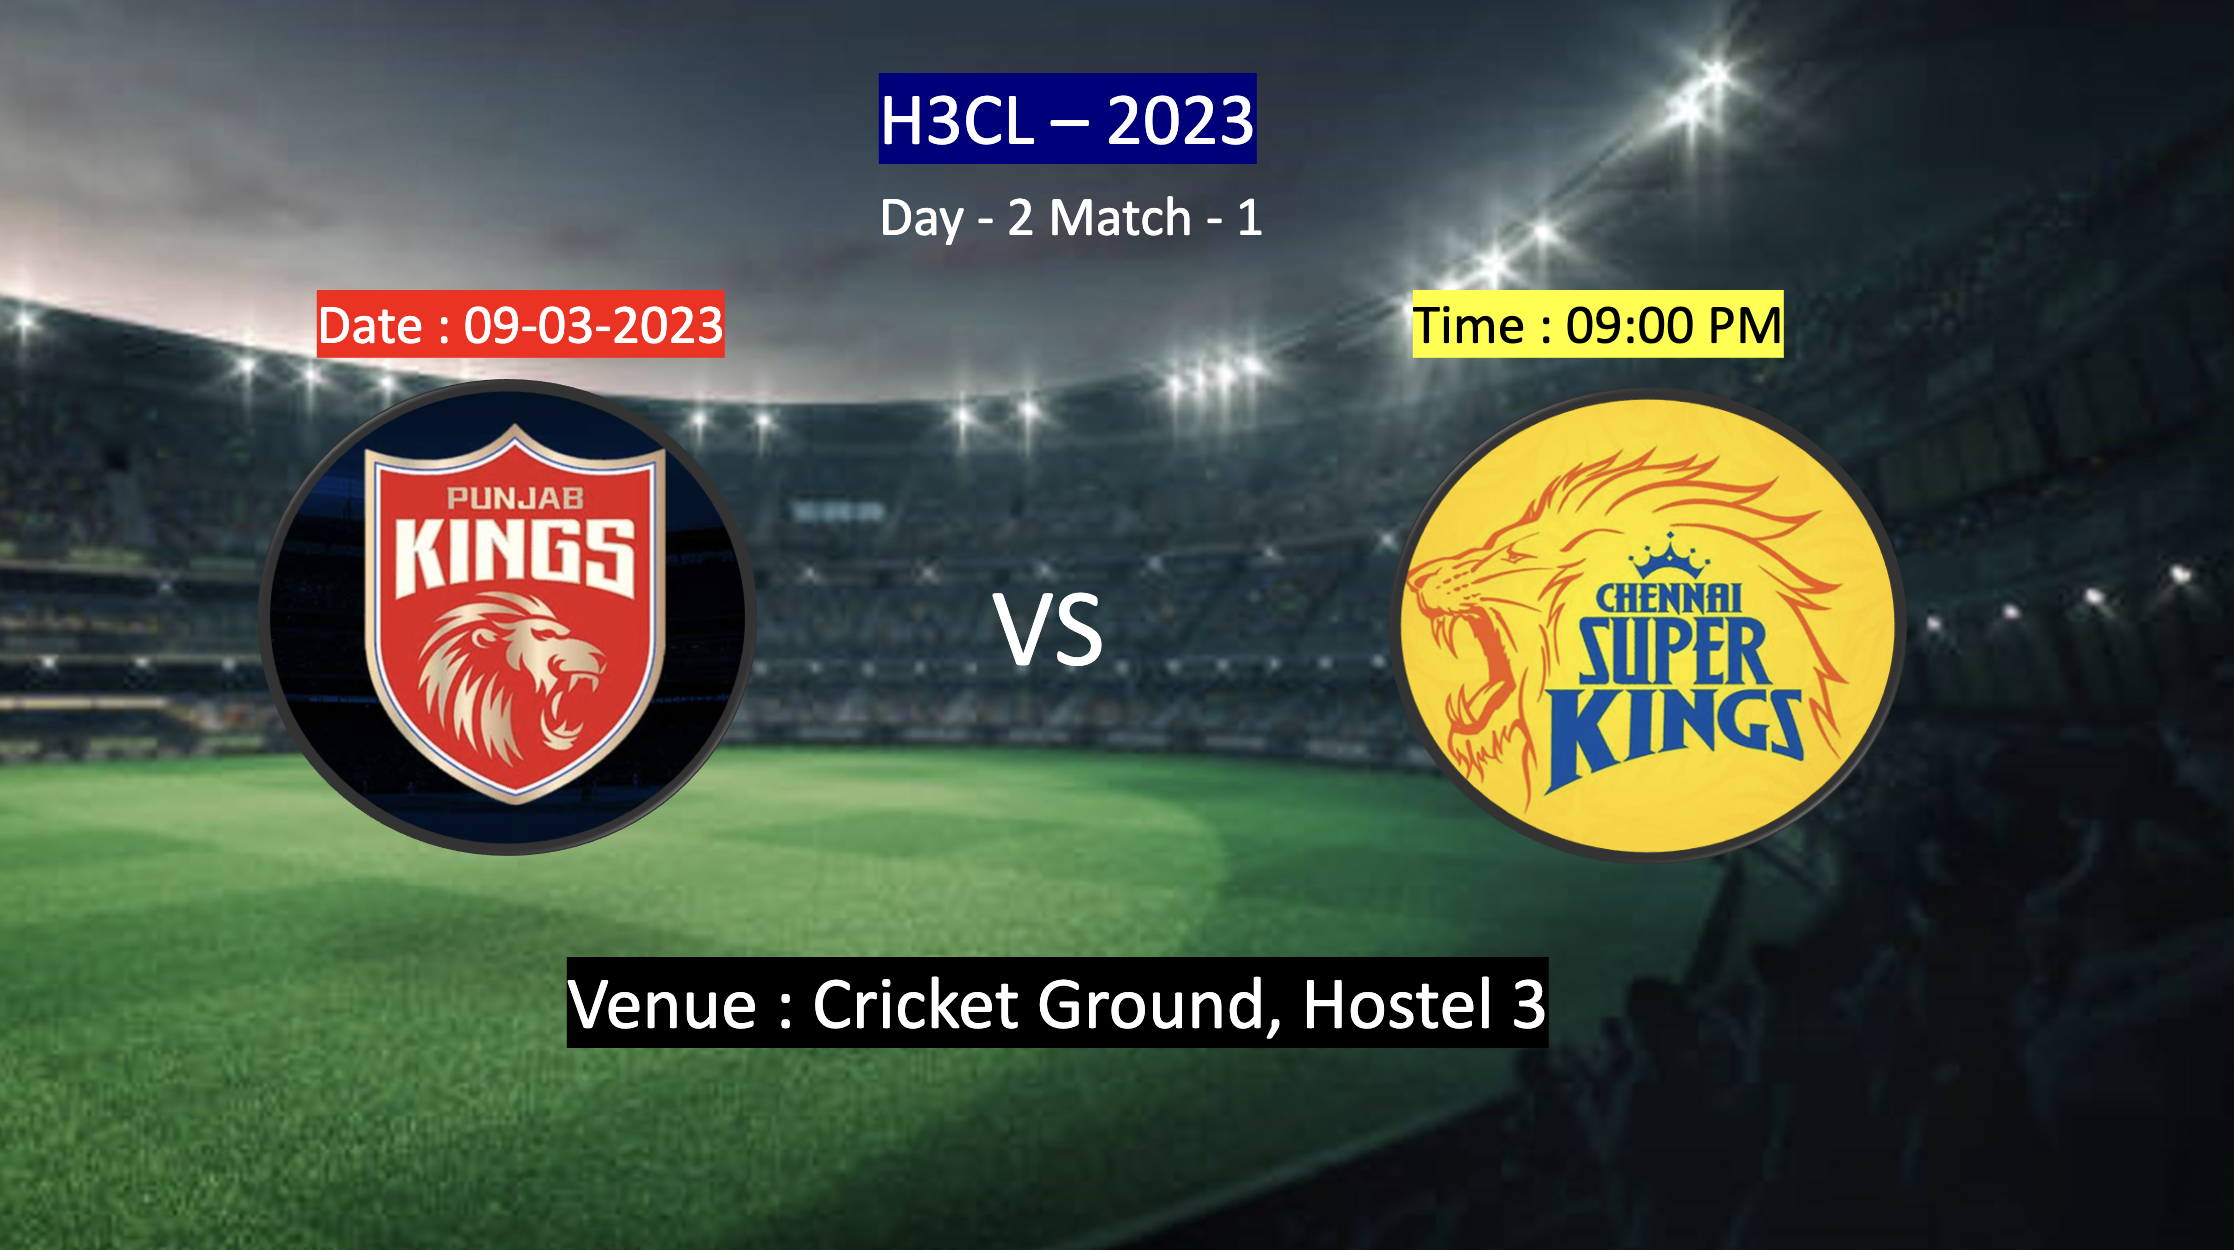 H3CL – 2023
Day - 2 Match - 1
Date : 09-03-2023
Time : 09:00 PM
PUNJAB
KINGS
VS
CHENNAI
SUPER
KINGS
Venue : Cricket Ground, Hostel 3